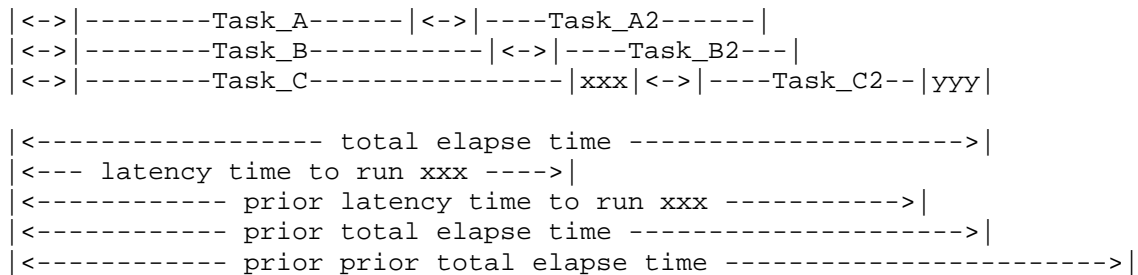 |<->|--------Task_A------|<->|----Task_A2------|
|<->|--------Task_B-----------|<->|----Task_B2---|
|<->|--------Task_C----------------|xxx|<->|----Task_C2--|yyy|
|<------------------ total elapse time --------------------->|
|<--- latency time to run xxx ---->|
|<------------ prior latency time to run xxx ----------->|
|<------------ prior total elapse time --------------------->|
|<------------ prior prior total elapse time ------------------------>|